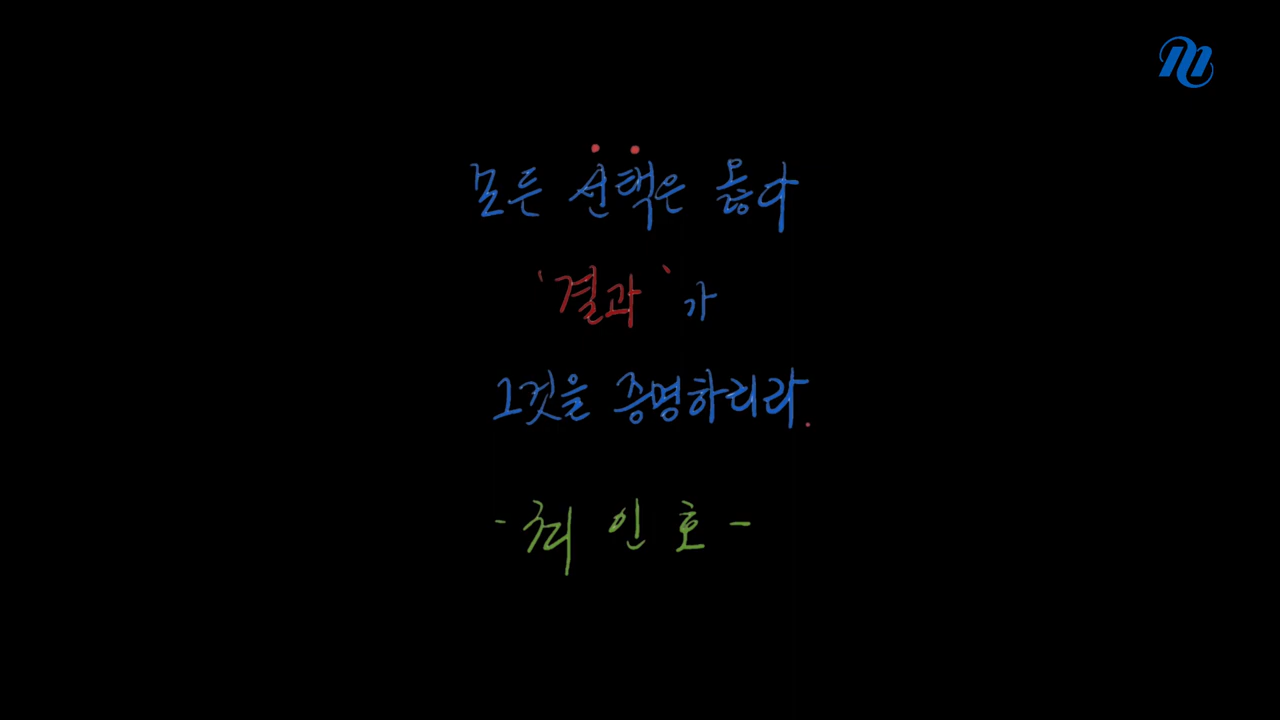 모든 선택은 옳다
'결과'가
그것을 증명하리라.
- 최 인 호 -